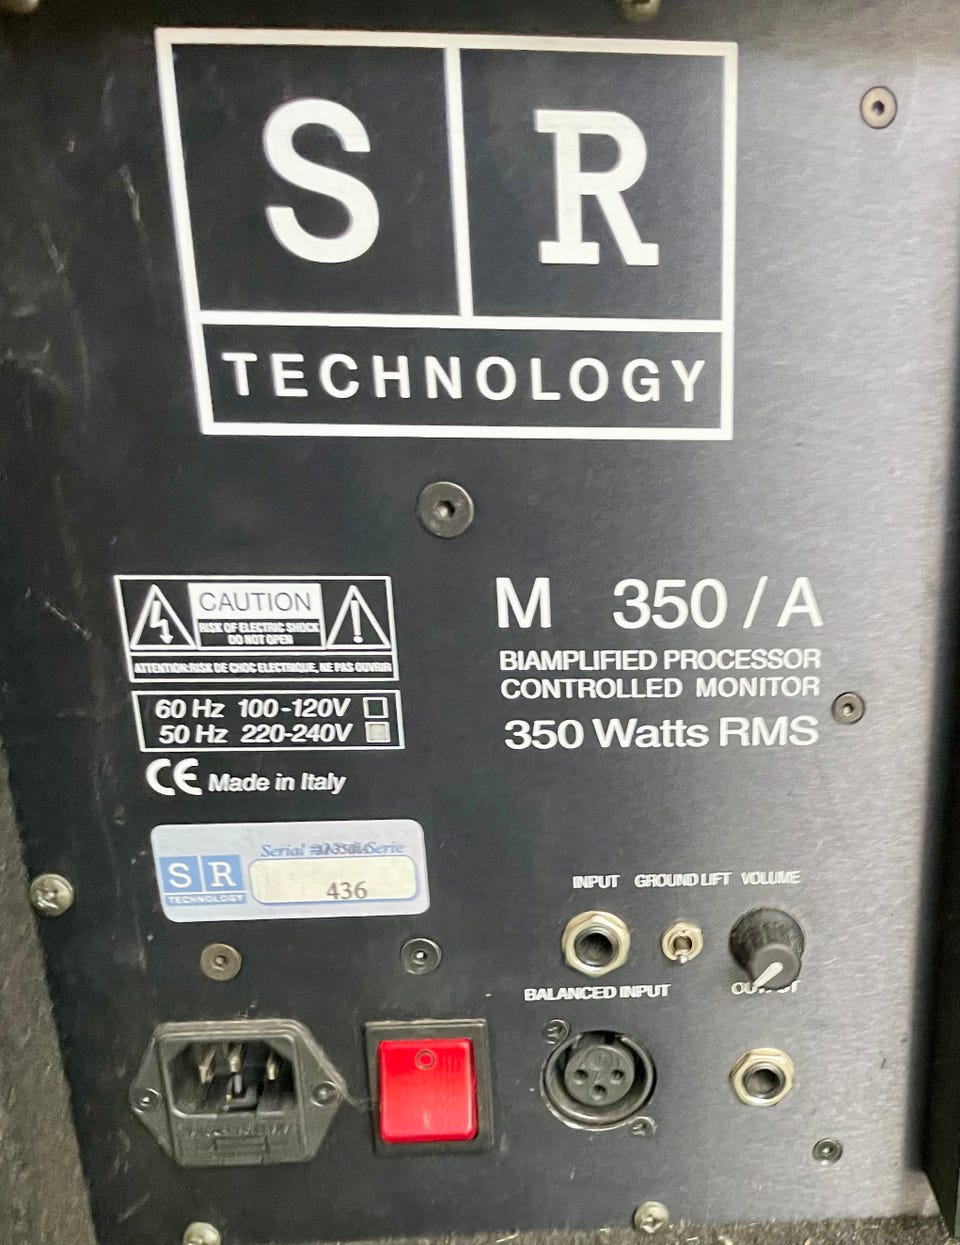 S R
TECHNOLOGY
CAUTION
RISK OF ELECTRIC SHOCK
DO NOT OPEN
ATTENTION: RISK DE CHOC ELECTRIQUE, NE PAS OUVRIR
60 Hz 100-120V
50 Hz 220-240V
CE Made in Italy
M 350/A
BIAMPLIFIED PROCESSOR
CONTROLLED MONITOR
350 Watts RMS
Serial Serie
S R
TECHNOLOGY
436
INPUT GROUND LIFT VOLUME
BALANCED INPUT
OUTPUT